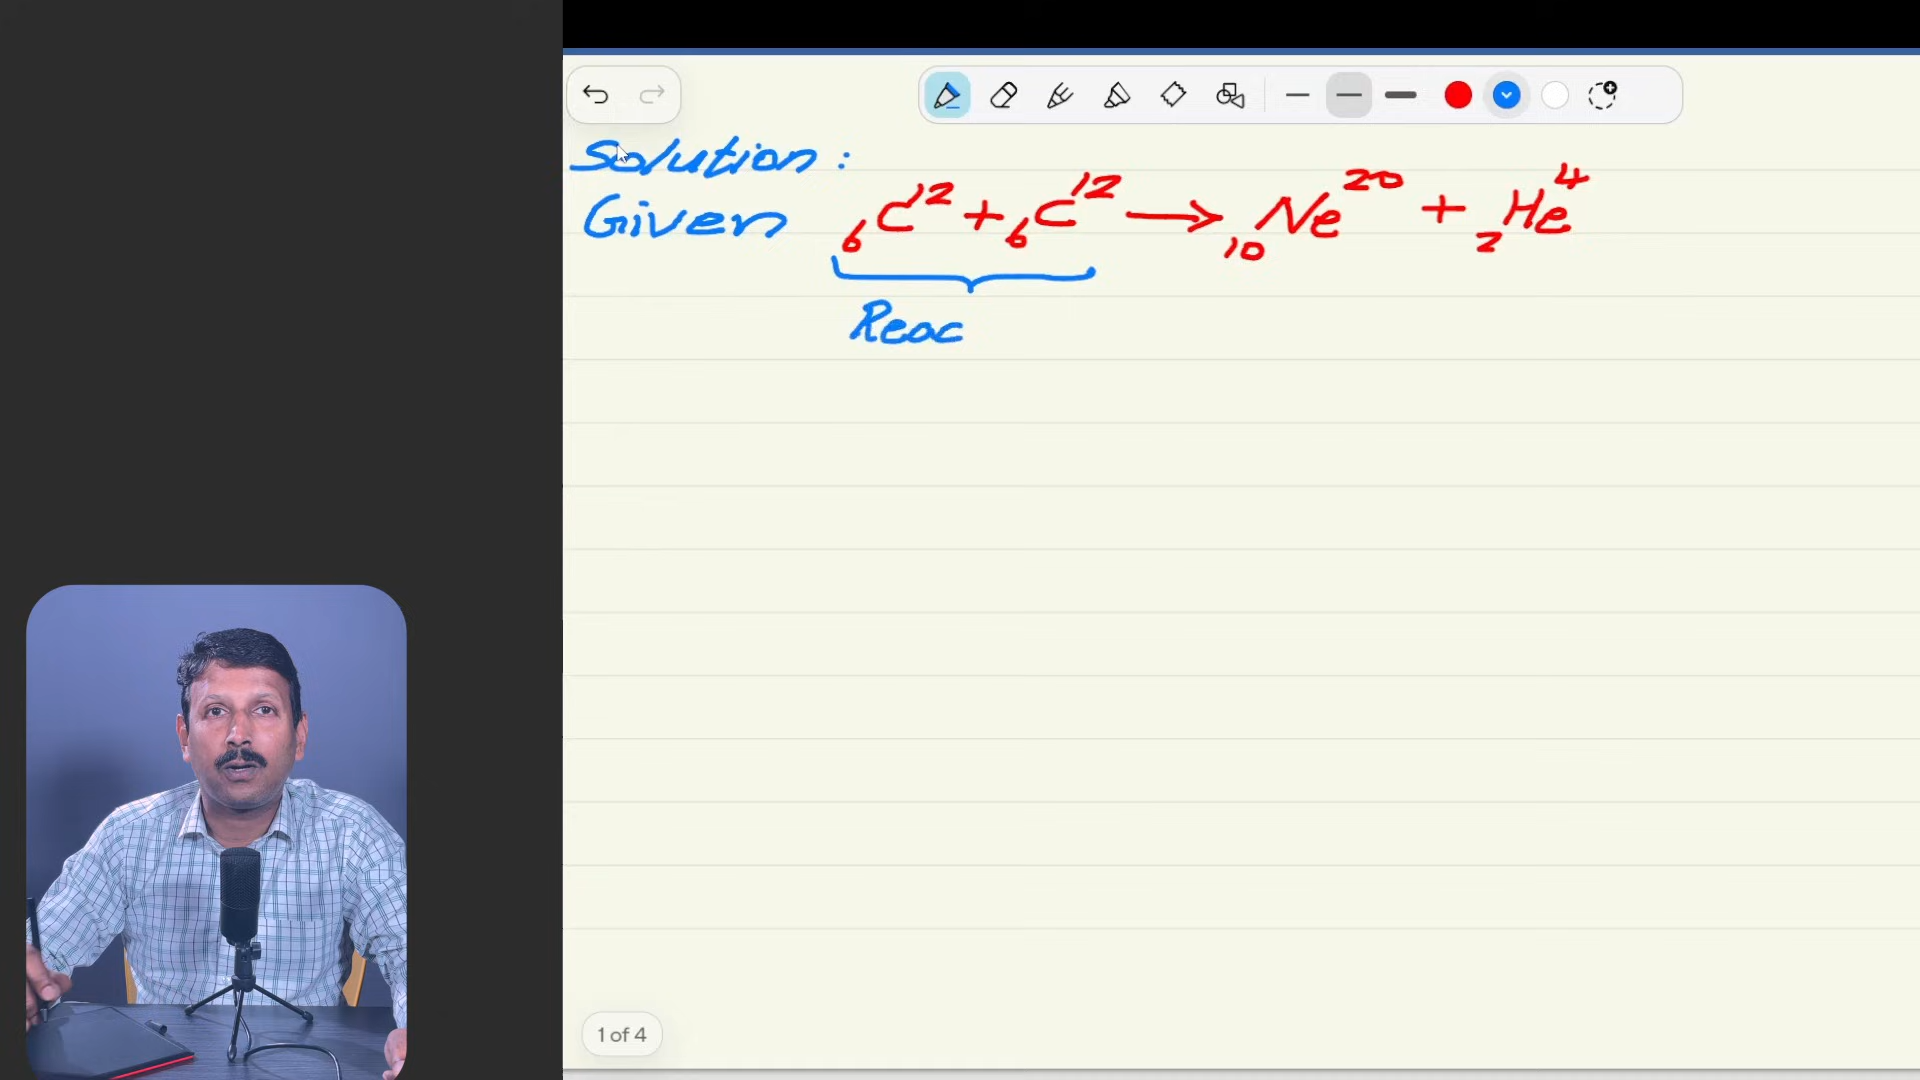 Solution :
Given ₆C¹² + ₆C¹² → ₁₀Ne²⁰ + ₂He⁴
Reac
1 of 4